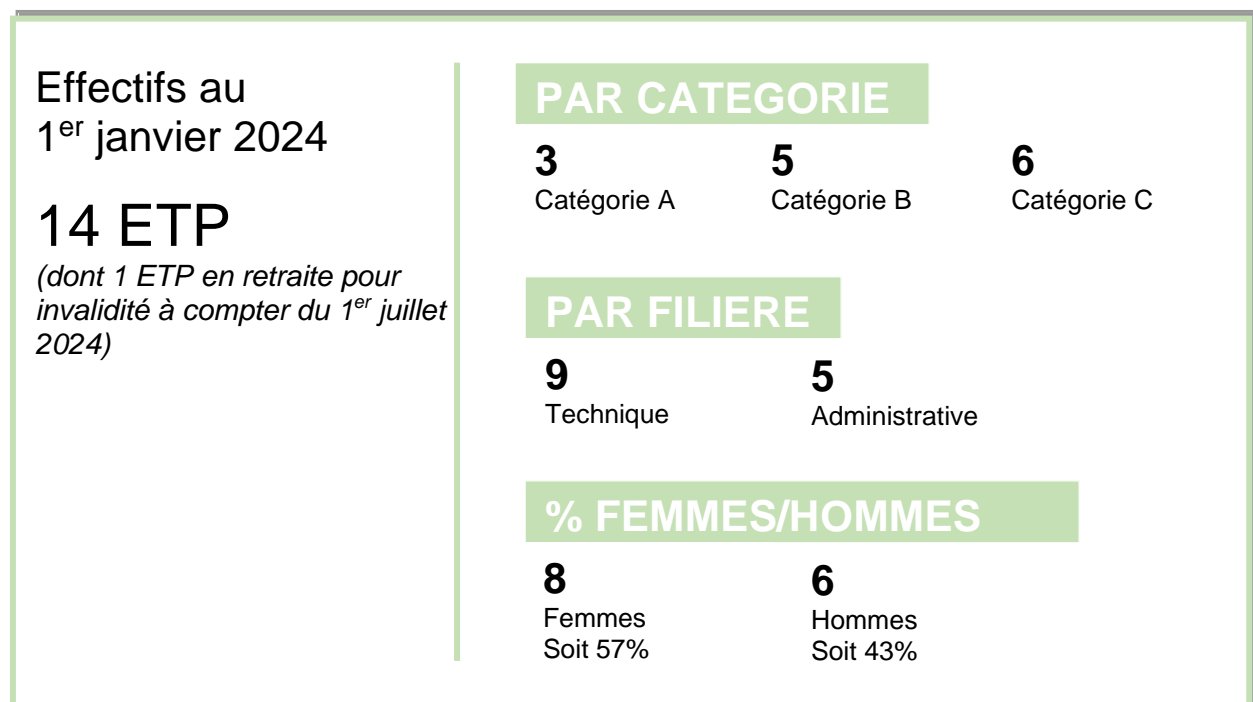 Effectifs au
1er janvier 2024
14 ETP
(dont 1 ETP en retraite pour
invalidité à compter du 1er juillet
2024)
PAR CATEGORIE
3
Catégorie A
5
Catégorie B
6
Catégorie C
PAR FILIERE
9
Technique
5
Administrative
% FEMMES/HOMMES
8
Femmes
Soit 57%
6
Hommes
Soit 43%